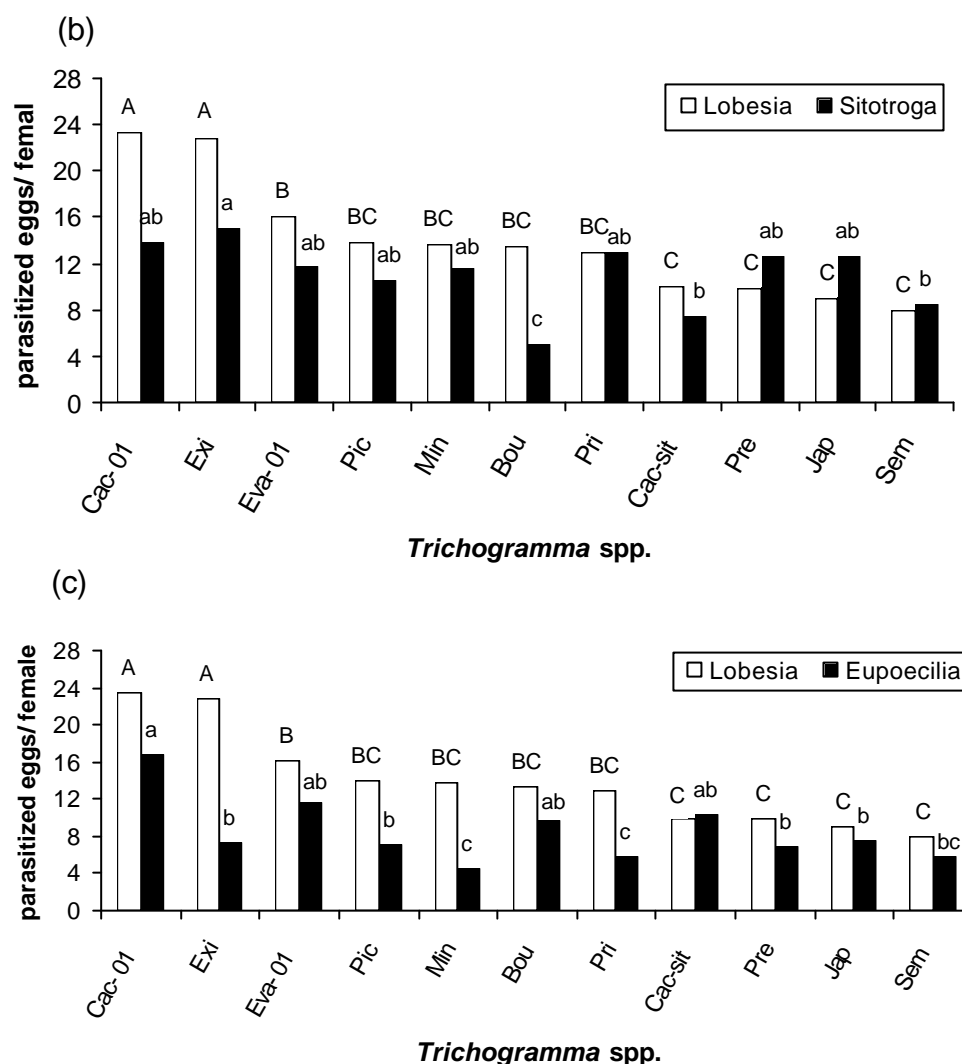 (b)
28
24
20
16
12
8
4
0
parasitized eggs/ femal
Lobesia Sitotroga
A A B BC BC BC BC C C C C
ab a ab ab ab c ab b ab ab b
Cac- 01 Exi Eva- 01 Pic Min Bou Pri Cac-sit Pre Jap Sem
Trichogramma spp.
(c)
28
24
20
16
12
8
4
0
parasitized eggs/ female
Lobesia Eupoecilia
A A B BC BC BC BC C C C C
a b ab b c ab c ab b b bc
Cac- 01 Exi Eva- 01 Pic Min Bou Pri Cac-sit Pre Jap Sem
Trichogramma spp.